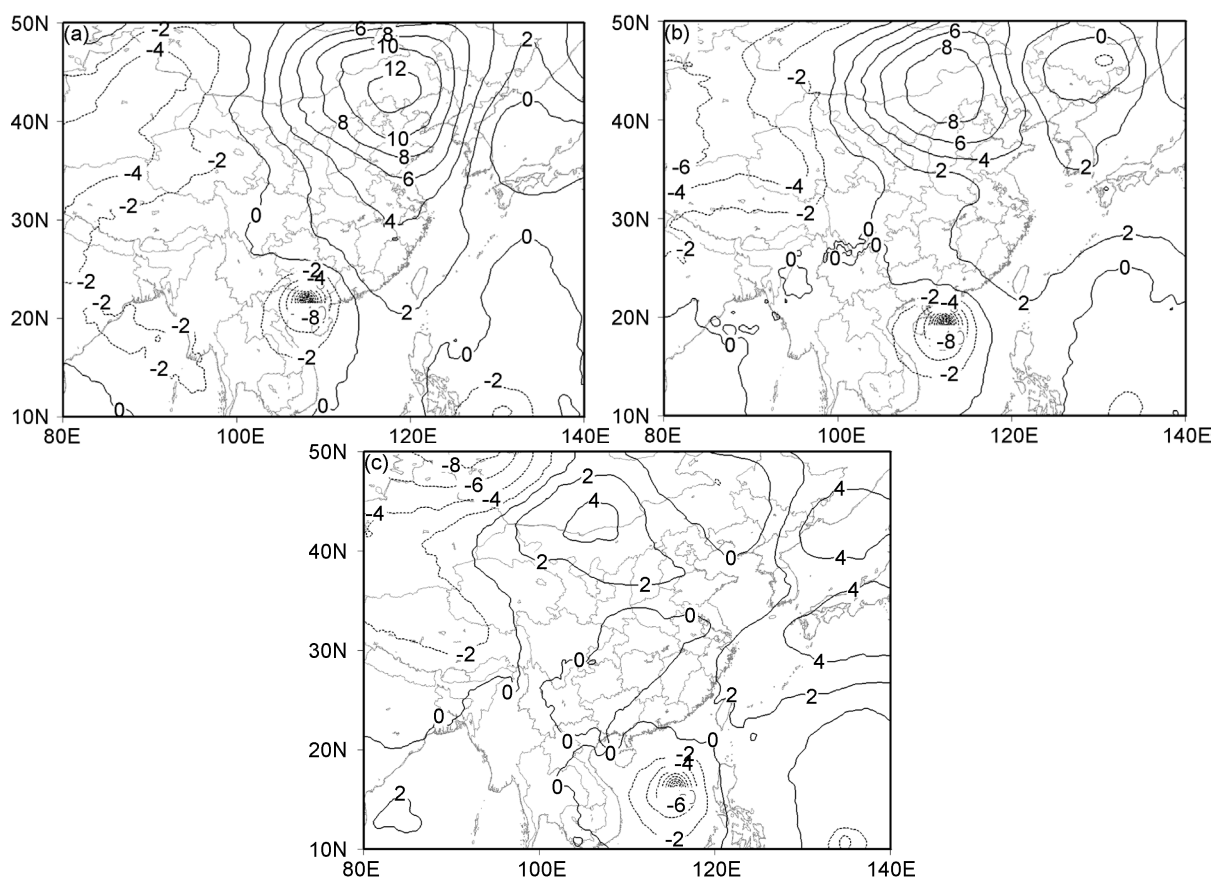 50N (a) -2 6 8 2 50N (b) 6 0
-4 10 8
12 -2
0
40N 8 10 40N 8
8 6
-2 6 4
-4 -6 2 2
-2 4 -4 -4
30N 0 30N -2
0 0 2
-2 -2 0 -2 0 0 0
-4 -2 -4
-2 -8 2 20N 2
20N -2 0 -8
-2 -2 0 -2
-2
10N 0 0 10N
80E 100E 120E 140E 80E 100E 120E 140E
50N (c) -8 2
-6 4 4
-4 -4
40N 2 0 4
2 4
0
30N -2 0 4
0 2 2
0
20N 0 0 0
-2
-4
2 0 -6
-2
10N
80E 100E 120E 140E